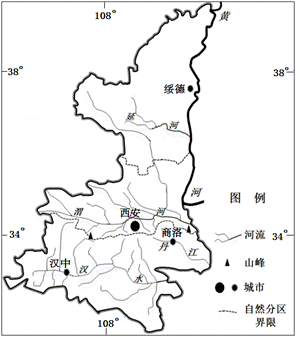 108°
黄
38°
38°
绥德
延
河
河
图 例
渭
西安
河
商洛
34°
34°
丹
江
汉中
汉
水
河流
山峰
城市
自然分区
界限
108°